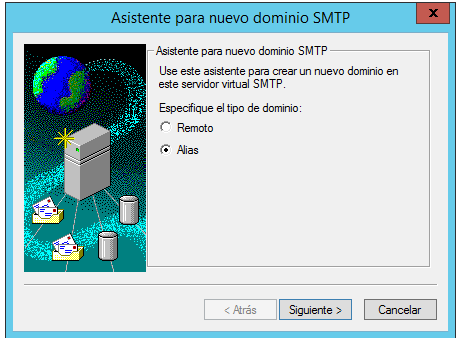 Asistente para nuevo dominio SMTP
x
Asistente para nuevo dominio SMTP
Use este asistente para crear un nuevo dominio en
este servidor virtual SMTP.
Especifique el tipo de dominio:
Remoto
Alias
< Atrás
Siguiente >
Cancelar